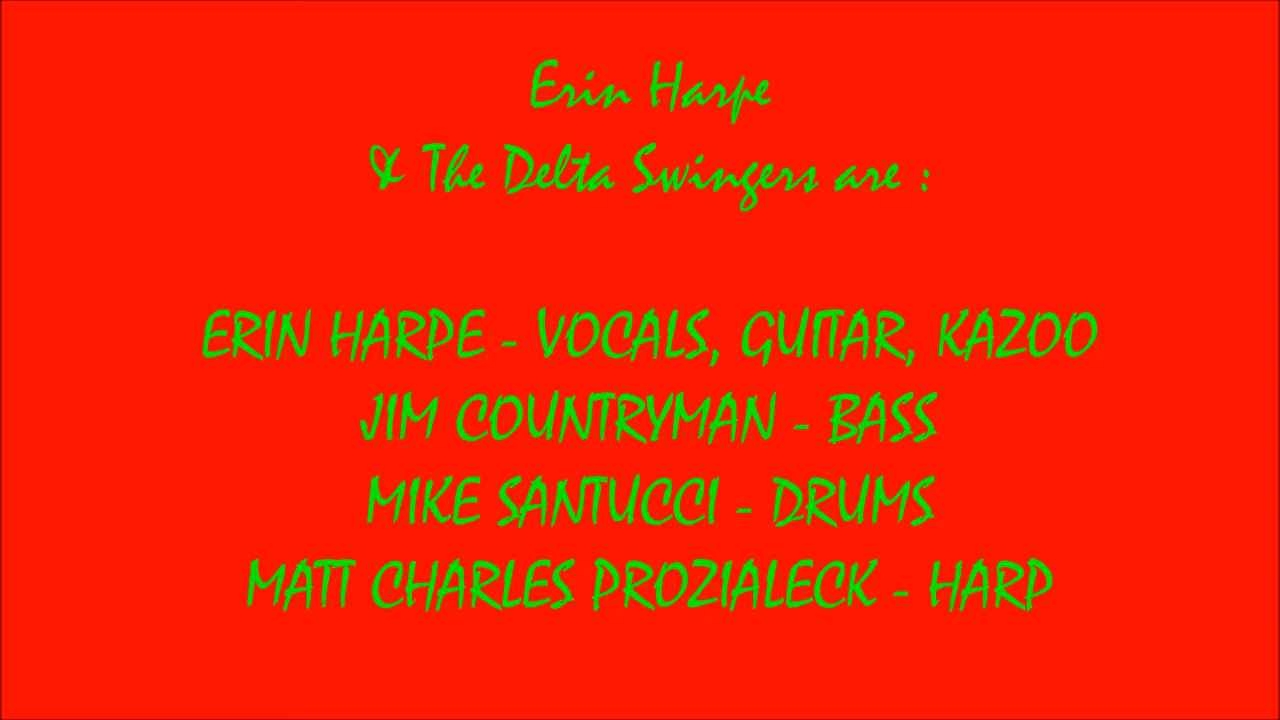 Erin Harpe
& The Delta Swingers are :
ERIN HARPE - VOCALS, GUITAR, KAZOO
JIM COUNTRYMAN - BASS
MIKE SANTUCCI - DRUMS
MATT CHARLES PROZIALECK - HARP